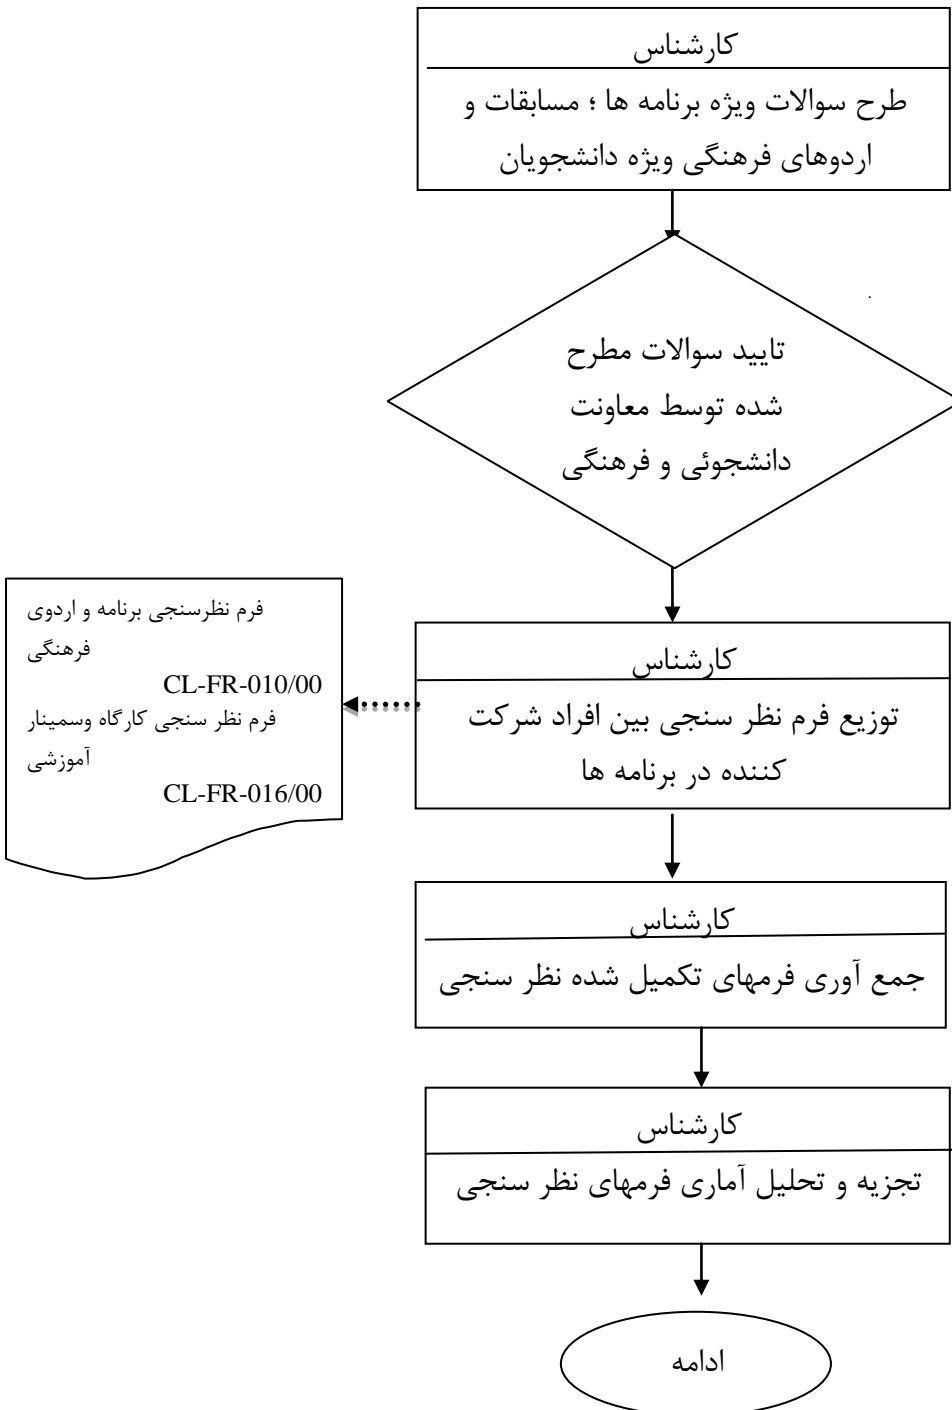 کارشناس
طرح سوالات ویژه برنامه ها ؛ مسابقات و
اردوهای فرهنگی ویژه دانشجویان
تایید سوالات مطرح
شده توسط معاونت
دانشجوئی و فرهنگی
کارشناس
توزیع فرم نظر سنجی بین افراد شرکت
کننده در برنامه ها
فرم نظرسنجی برنامه و اردوی
فرهنگی
CL-FR-010/00
فرم نظر سنجی کارگاه وسمینار
آموزشی
CL-FR-016/00
کارشناس
جمع آوری فرمهای تکمیل شده نظر سنجی
کارشناس
تجزیه و تحلیل آماری فرمهای نظر سنجی
ادامه